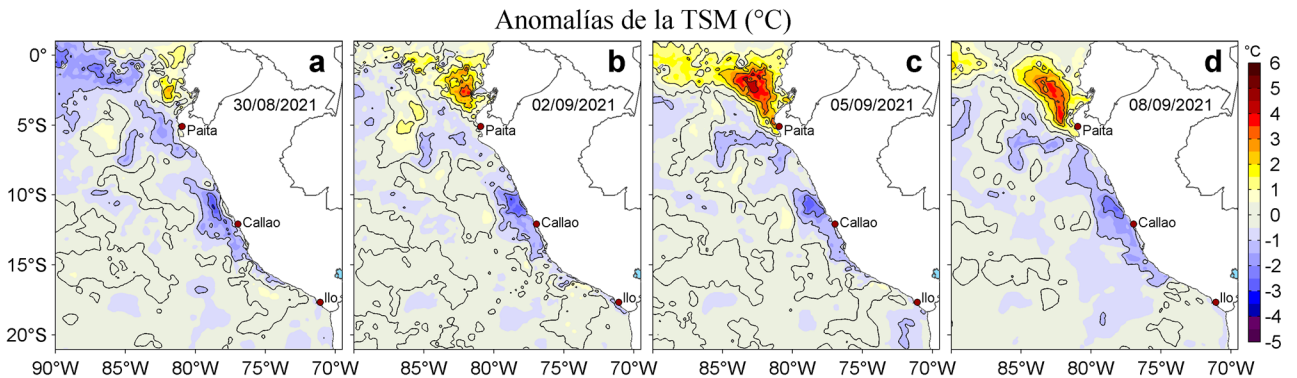 Anomalías de la TSM (°C)
a
30/08/2021
Paita
Callao
Ilo
b
02/09/2021
Paita
Callao
Ilo
c
05/09/2021
Paita
Callao
Ilo
d
08/09/2021
Paita
Callao
Ilo
0°
5°S
10°S
15°S
20°S
90°W 85°W 80°W 75°W 70°W
85°W 80°W 75°W 70°W
85°W 80°W 75°W 70°W
85°W 80°W 75°W 70°W
°C
6
5
4
3
2
1
0
-1
-2
-3
-4
-5